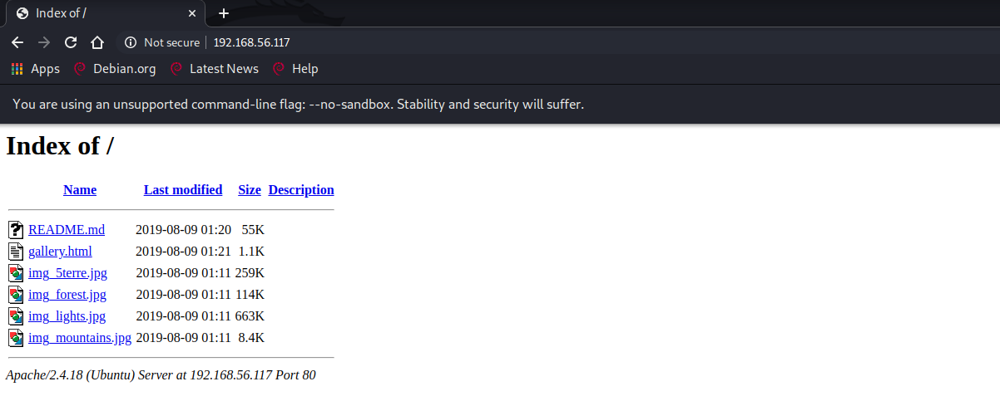 Index of /
Not secure 192.168.56.117
Apps Debian.org Latest News Help
You are using an unsupported command-line flag: --no-sandbox. Stability and security will suffer.
Index of /
Name Last modified Size Description
README.md 2019-08-09 01:20 55K
gallery.html 2019-08-09 01:21 1.1K
img_5terre.jpg 2019-08-09 01:11 259K
img_forest.jpg 2019-08-09 01:11 114K
img_lights.jpg 2019-08-09 01:11 663K
img_mountains.jpg 2019-08-09 01:11 8.4K
Apache/2.4.18 (Ubuntu) Server at 192.168.56.117 Port 80